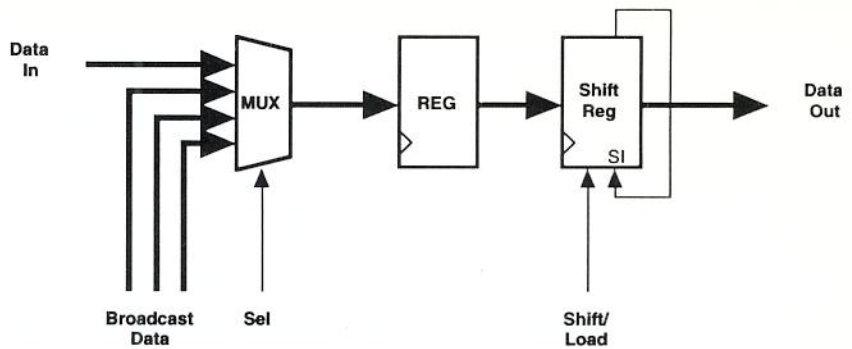 Data
In
MUX
REG
Shift
Reg
SI
Data
Out
Broadcast
Data
Sel
Shift/
Load